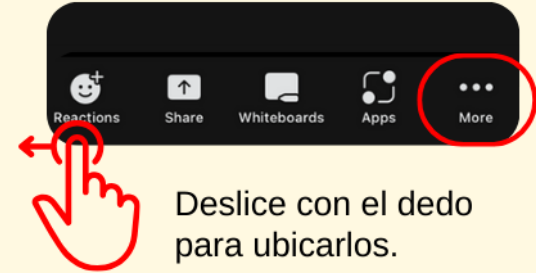 Reactions
Share
Whiteboards
Apps
More
Deslice con el dedo
para ubicarlos.